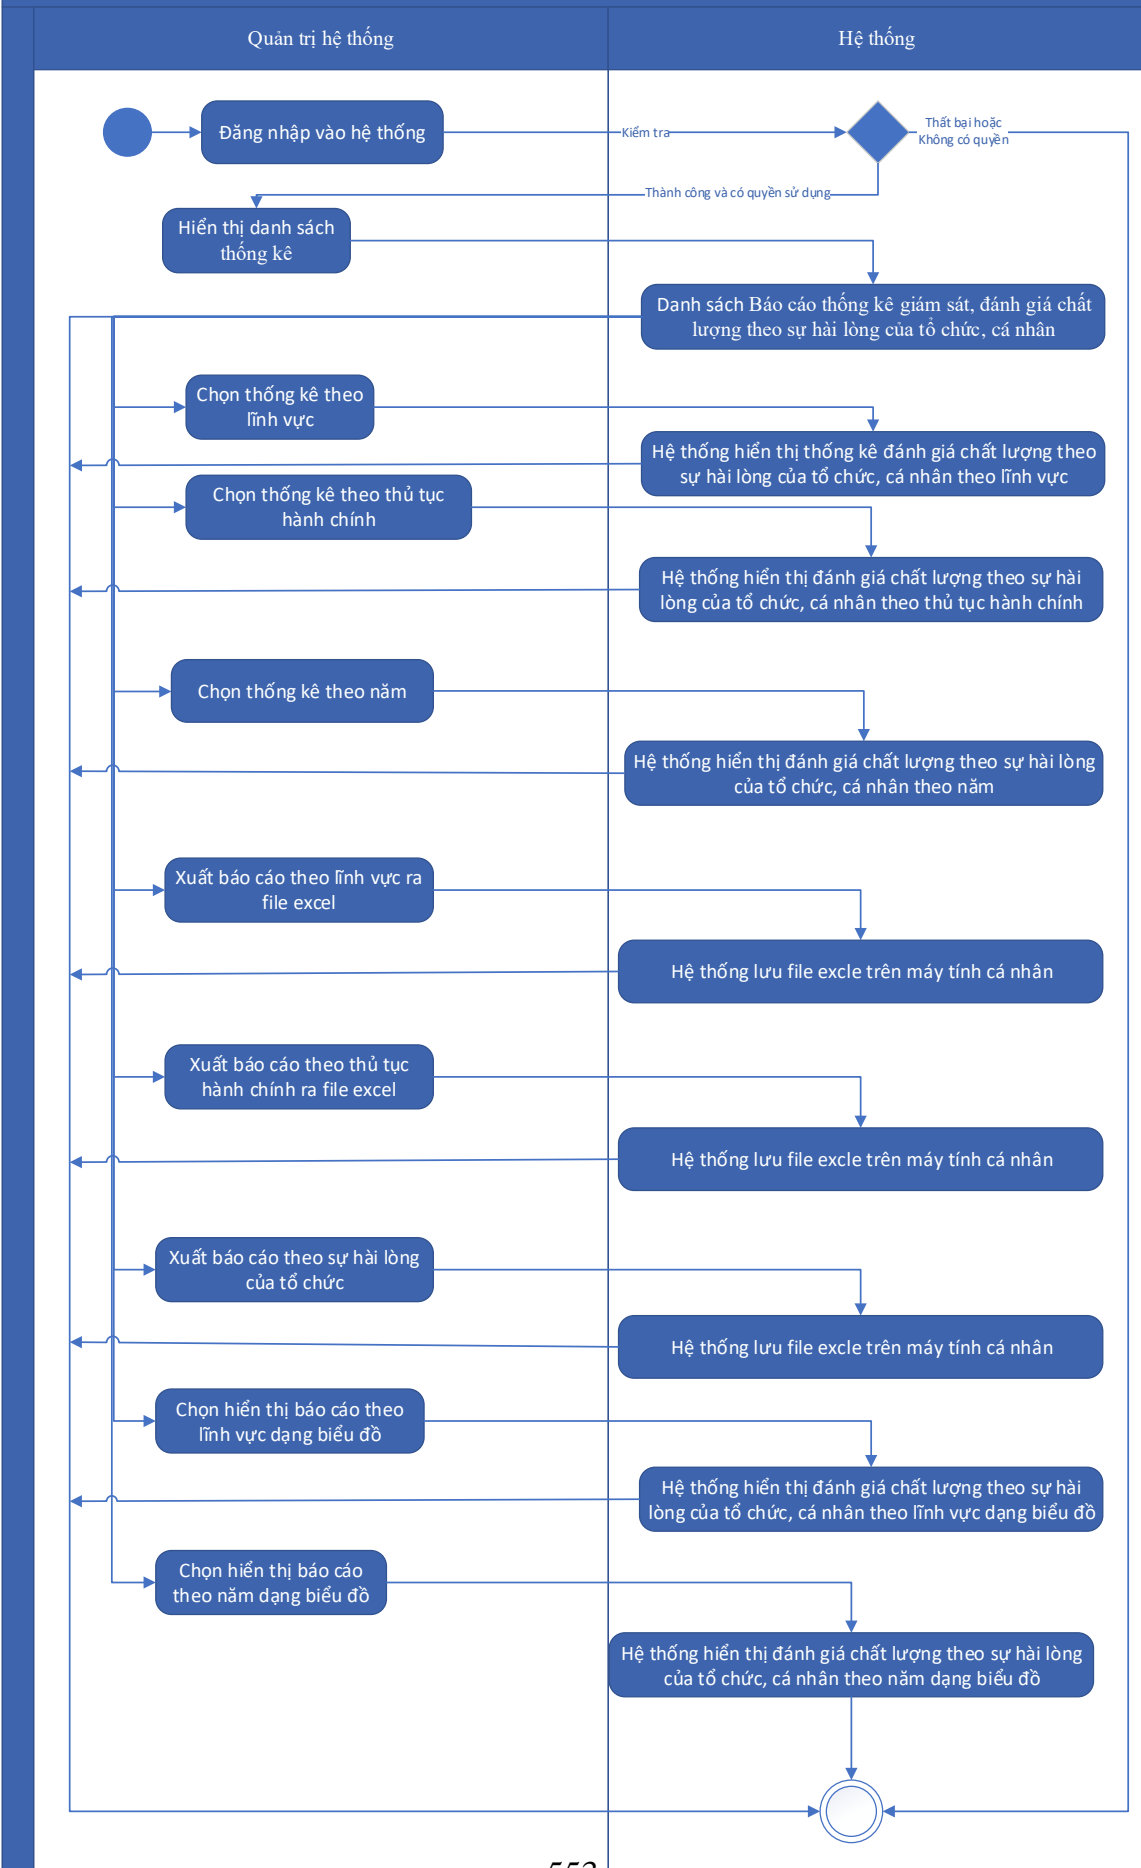 Quản trị hệ thống
Hệ thống
Đăng nhập vào hệ thống
Kiểm tra
Thất bại hoặc
Không có quyền
Thành công và có quyền sử dụng
Hiển thị danh sách
thống kê
Danh sách Báo cáo thống kê giám sát, đánh giá chất
lượng theo sự hài lòng của tổ chức, cá nhân
Chọn thống kê theo
lĩnh vực
Hệ thống hiển thị thống kê đánh giá chất lượng theo
sự hài lòng của tổ chức, cá nhân theo lĩnh vực
Chọn thống kê theo thủ tục
hành chính
Hệ thống hiển thị đánh giá chất lượng theo sự hài
lòng của tổ chức, cá nhân theo thủ tục hành chính
Chọn thống kê theo năm
Hệ thống hiển thị đánh giá chất lượng theo sự hài lòng
của tổ chức, cá nhân theo năm
Xuất báo cáo theo lĩnh vực ra
file excel
Hệ thống lưu file excle trên máy tính cá nhân
Xuất báo cáo theo thủ tục
hành chính ra file excel
Hệ thống lưu file excle trên máy tính cá nhân
Xuất báo cáo theo sự hài lòng
của tổ chức
Hệ thống lưu file excle trên máy tính cá nhân
Chọn hiển thị báo cáo theo
lĩnh vực dạng biểu đồ
Hệ thống hiển thị đánh giá chất lượng theo sự hài
lòng của tổ chức, cá nhân theo lĩnh vực dạng biểu đồ
Chọn hiển thị báo cáo
theo năm dạng biểu đồ
Hệ thống hiển thị đánh giá chất lượng theo sự hài lòng
của tổ chức, cá nhân theo năm dạng biểu đồ